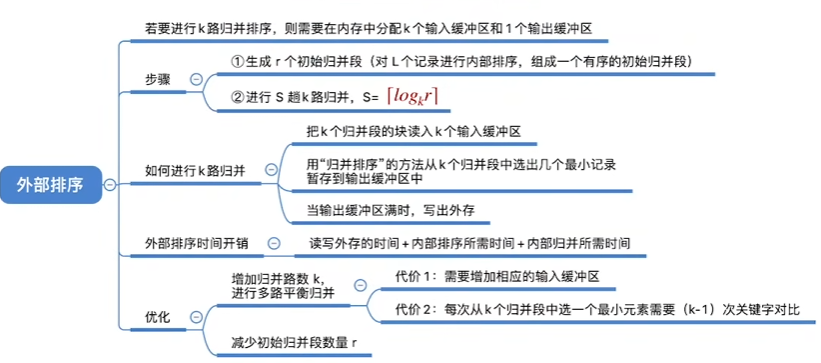 若要进行k路归并排序，则需要在内存中分配k个输入缓冲区和1个输出缓冲区
步骤
①生成 r 个初始归并段（对 L个记录进行内部排序，组成一个有序的初始归并段）
②进行 S 趟k路归并，S= ⌈logₖr⌉
外部排序
如何进行k路归并
把k个归并段的块读入k个输入缓冲区
用“归并排序”的方法从k个归并段中选出几个最小记录
暂存到输出缓冲区中
当输出缓冲区满时，写出外存
外部排序时间开销
读写外存的时间+内部排序所需时间+内部归并所需时间
优化
增加归并路数 k，
进行多路平衡归并
代价1：需要增加相应的输入缓冲区
代价2：每次从k个归并段中选一个最小元素需要（k-1）次关键字对比
减少初始归并段数量 r